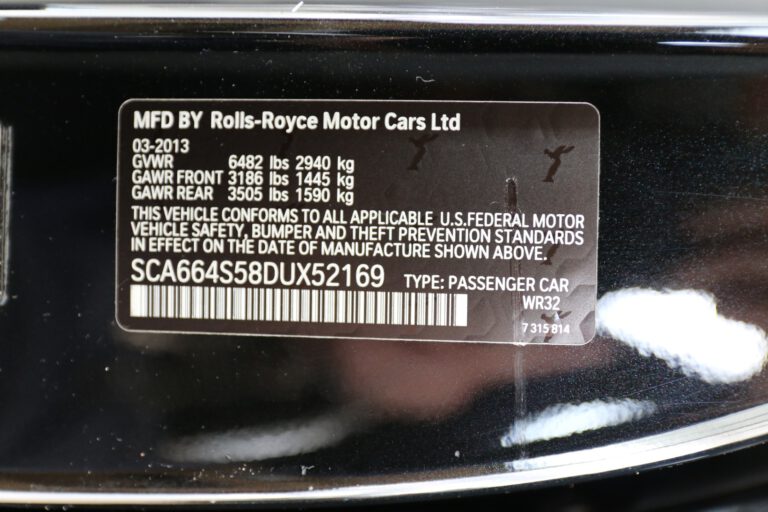 MFD BY Rolls-Royce Motor Cars Ltd
03-2013
GVWR 6482 lbs 2940 kg
GAWR FRONT 3186 lbs 1445 kg
GAWR REAR 3505 lbs 1590 kg
THIS VEHICLE CONFORMS TO ALL APPLICABLE U.S.FEDERAL MOTOR
VEHICLE SAFETY, BUMPER AND THEFT PREVENTION STANDARDS
IN EFFECT ON THE DATE OF MANUFACTURE SHOWN ABOVE.
SCA664S58DUX52169 TYPE: PASSENGER CAR
WR32
7 315 814